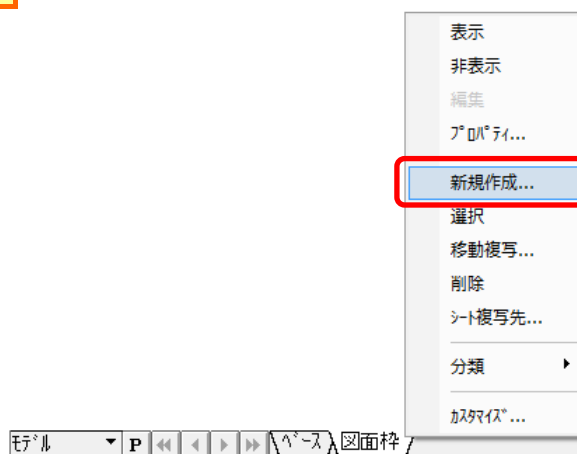 表示
非表示
編集
ﾌﾟﾛﾊﾟﾃｨ...
新規作成...
選択
移動複写...
削除
ｼｰﾄ複写先...
分類
ｶｽﾀﾏｲｽﾞ...
ﾓﾃﾞﾙ P ﾍﾞｰｽ 図面枠